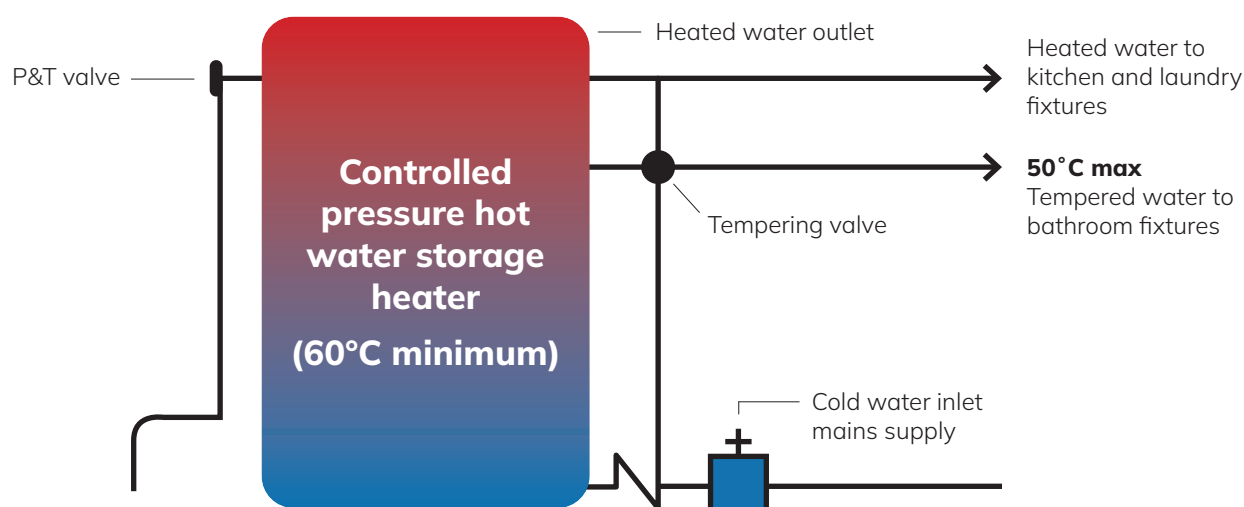 Heated water outlet
P&T valve
Heated water to
kitchen and laundry
fixtures
Controlled
pressure hot
water storage
heater
(60°C minimum)
50˚C max
Tempered water to
bathroom fixtures
Tempering valve
Cold water inlet
mains supply